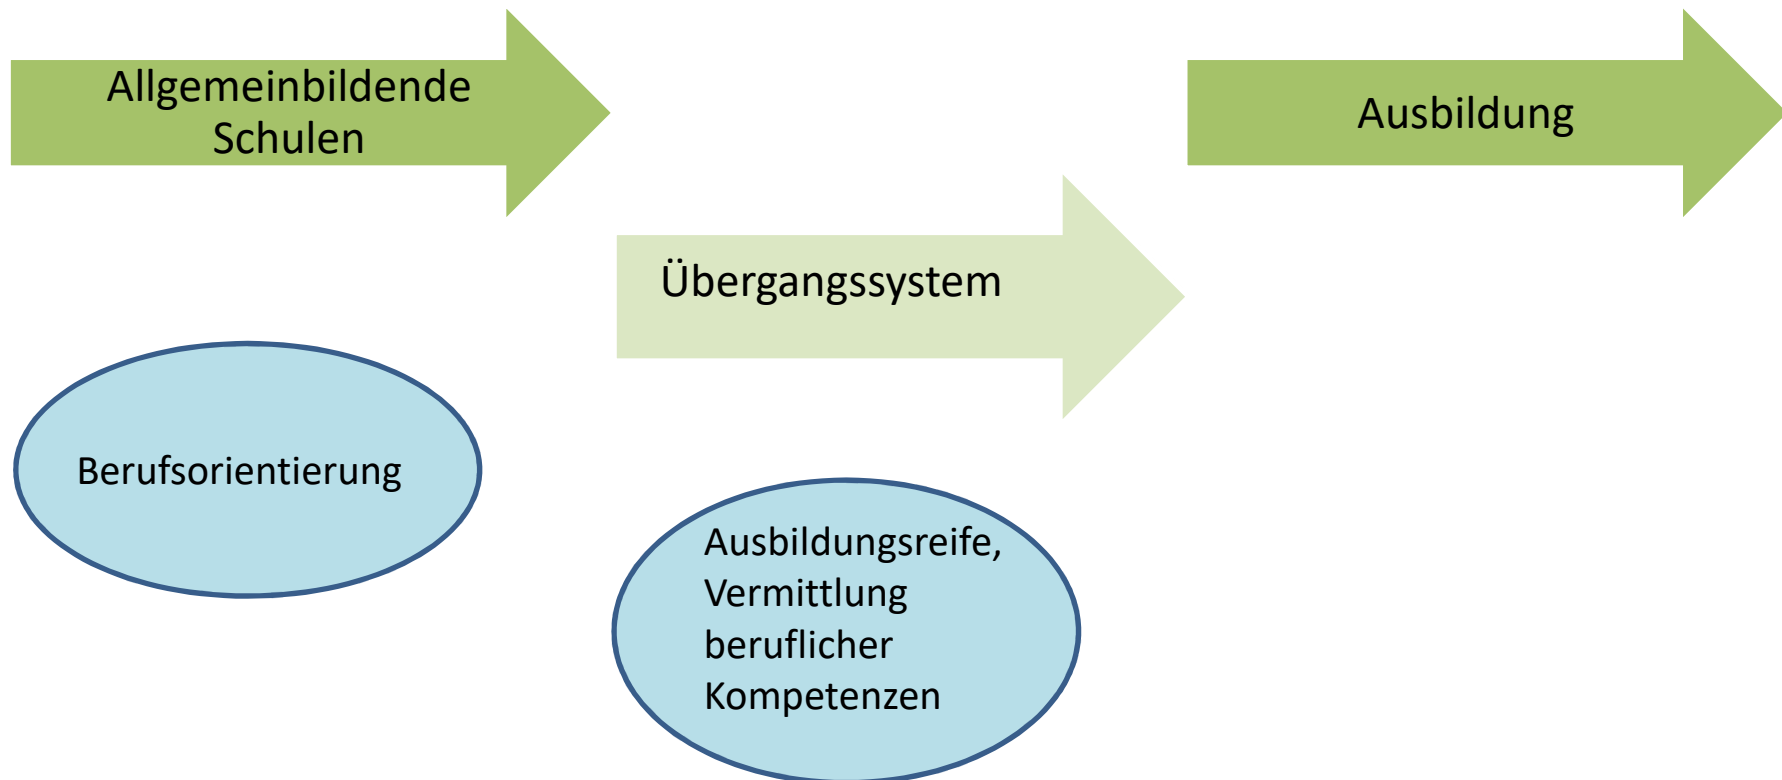 Allgemeinbildende
Schulen
Ausbildung
Übergangssystem
Berufsorientierung
Ausbildungsreife,
Vermittlung
beruflicher
Kompetenzen